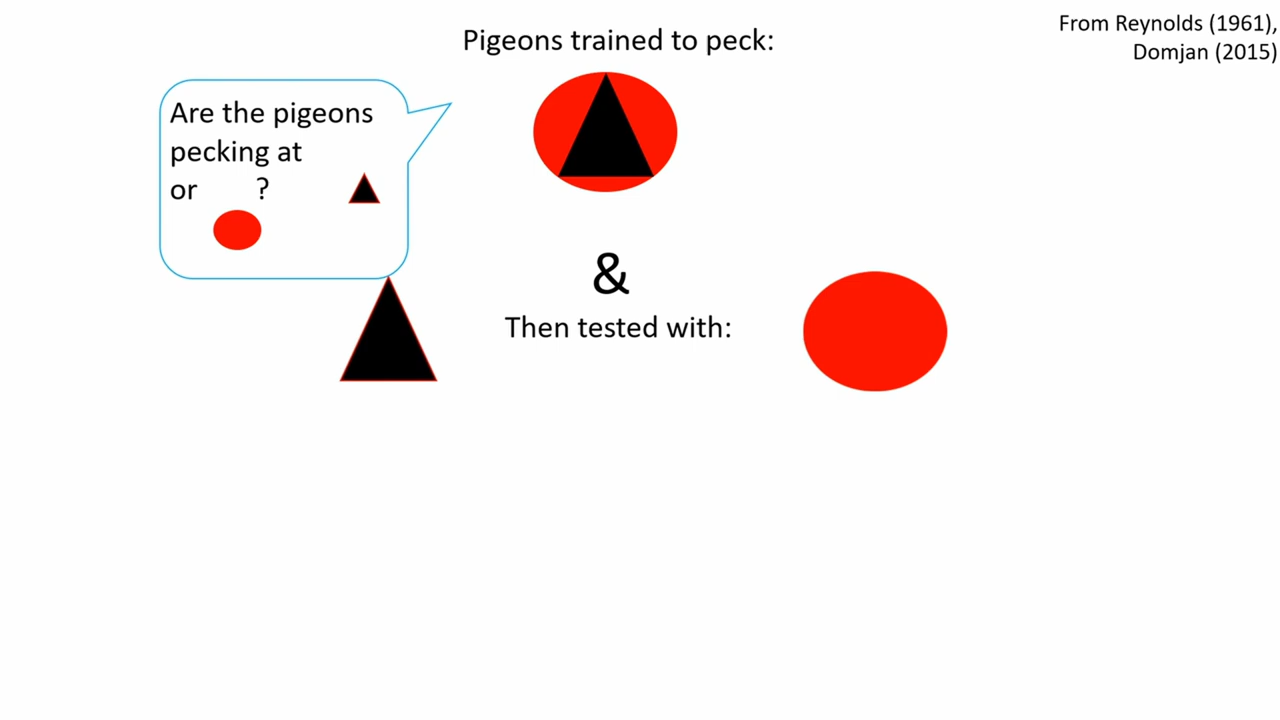 From Reynolds (1961),
Domjan (2015)
Pigeons trained to peck:
Are the pigeons
pecking at
or ?
&
Then tested with: